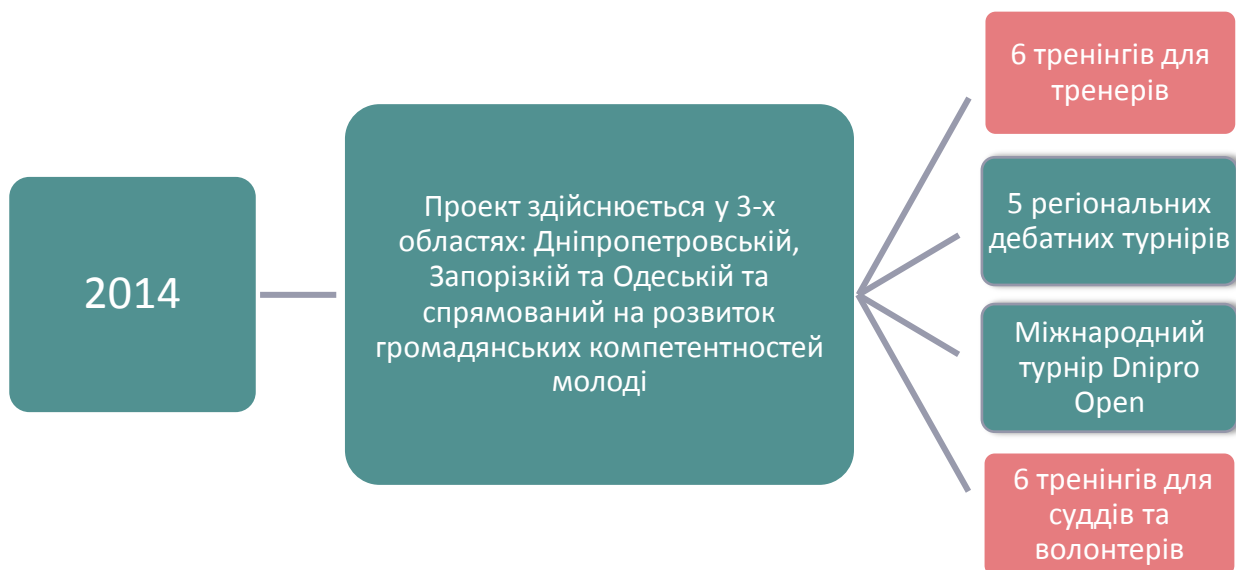 2014
Проект здійснюється у 3-х
областях: Дніпропетровській,
Запорізкій та Одеській та
спрямований на розвиток
громадянських компетентностей
молоді
6 тренінгів для
тренерів
5 регіональних
дебатних турнірів
Міжнародний
турнір Dnipro
Open
6 тренінгів для
суддів та
волонтерів